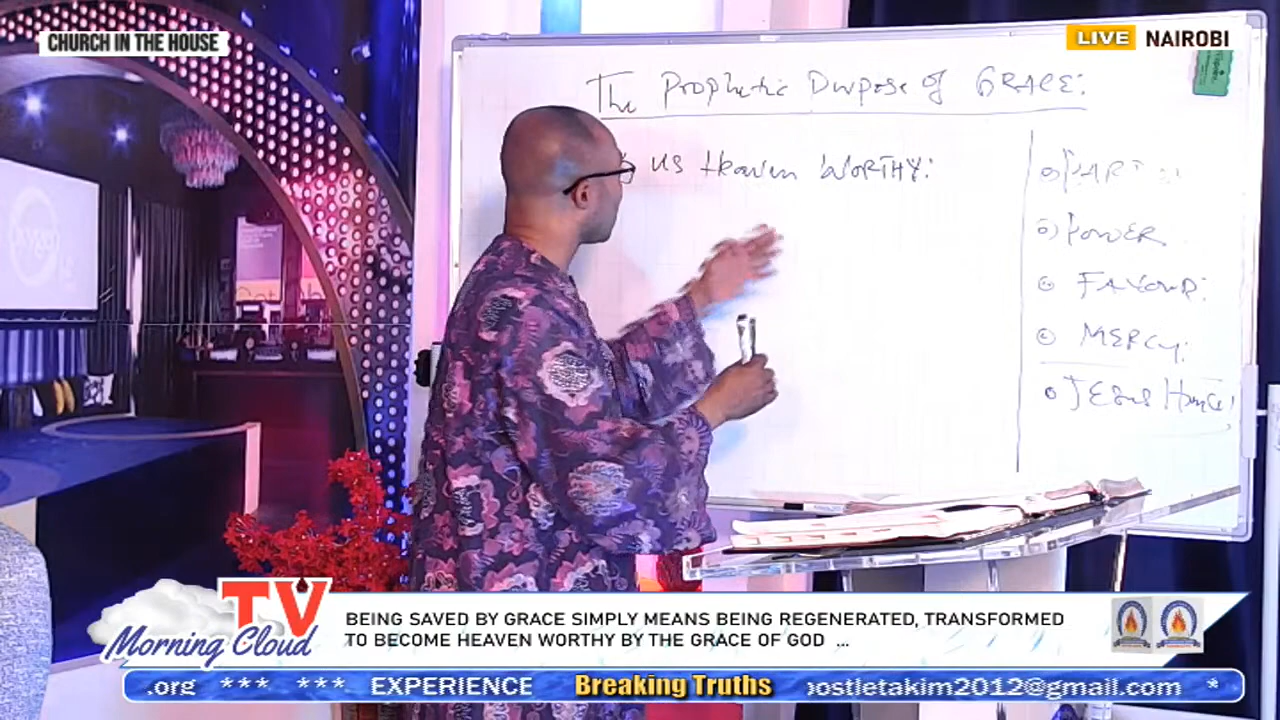 CHURCH IN THE HOUSE
LIVE NAIROBI
The Prophetic Purpose of GRACE:
us Heaven WORTHY:
POWER
FAVOUR:
MERCY:
JESUS
TV
Morning Cloud
BEING SAVED BY GRACE SIMPLY MEANS BEING REGENERATED, TRANSFORMED
TO BECOME HEAVEN WORTHY BY THE GRACE OF GOD ...
.org *** *** EXPERIENCE Breaking Truths ostletakim2012@gmail.com *